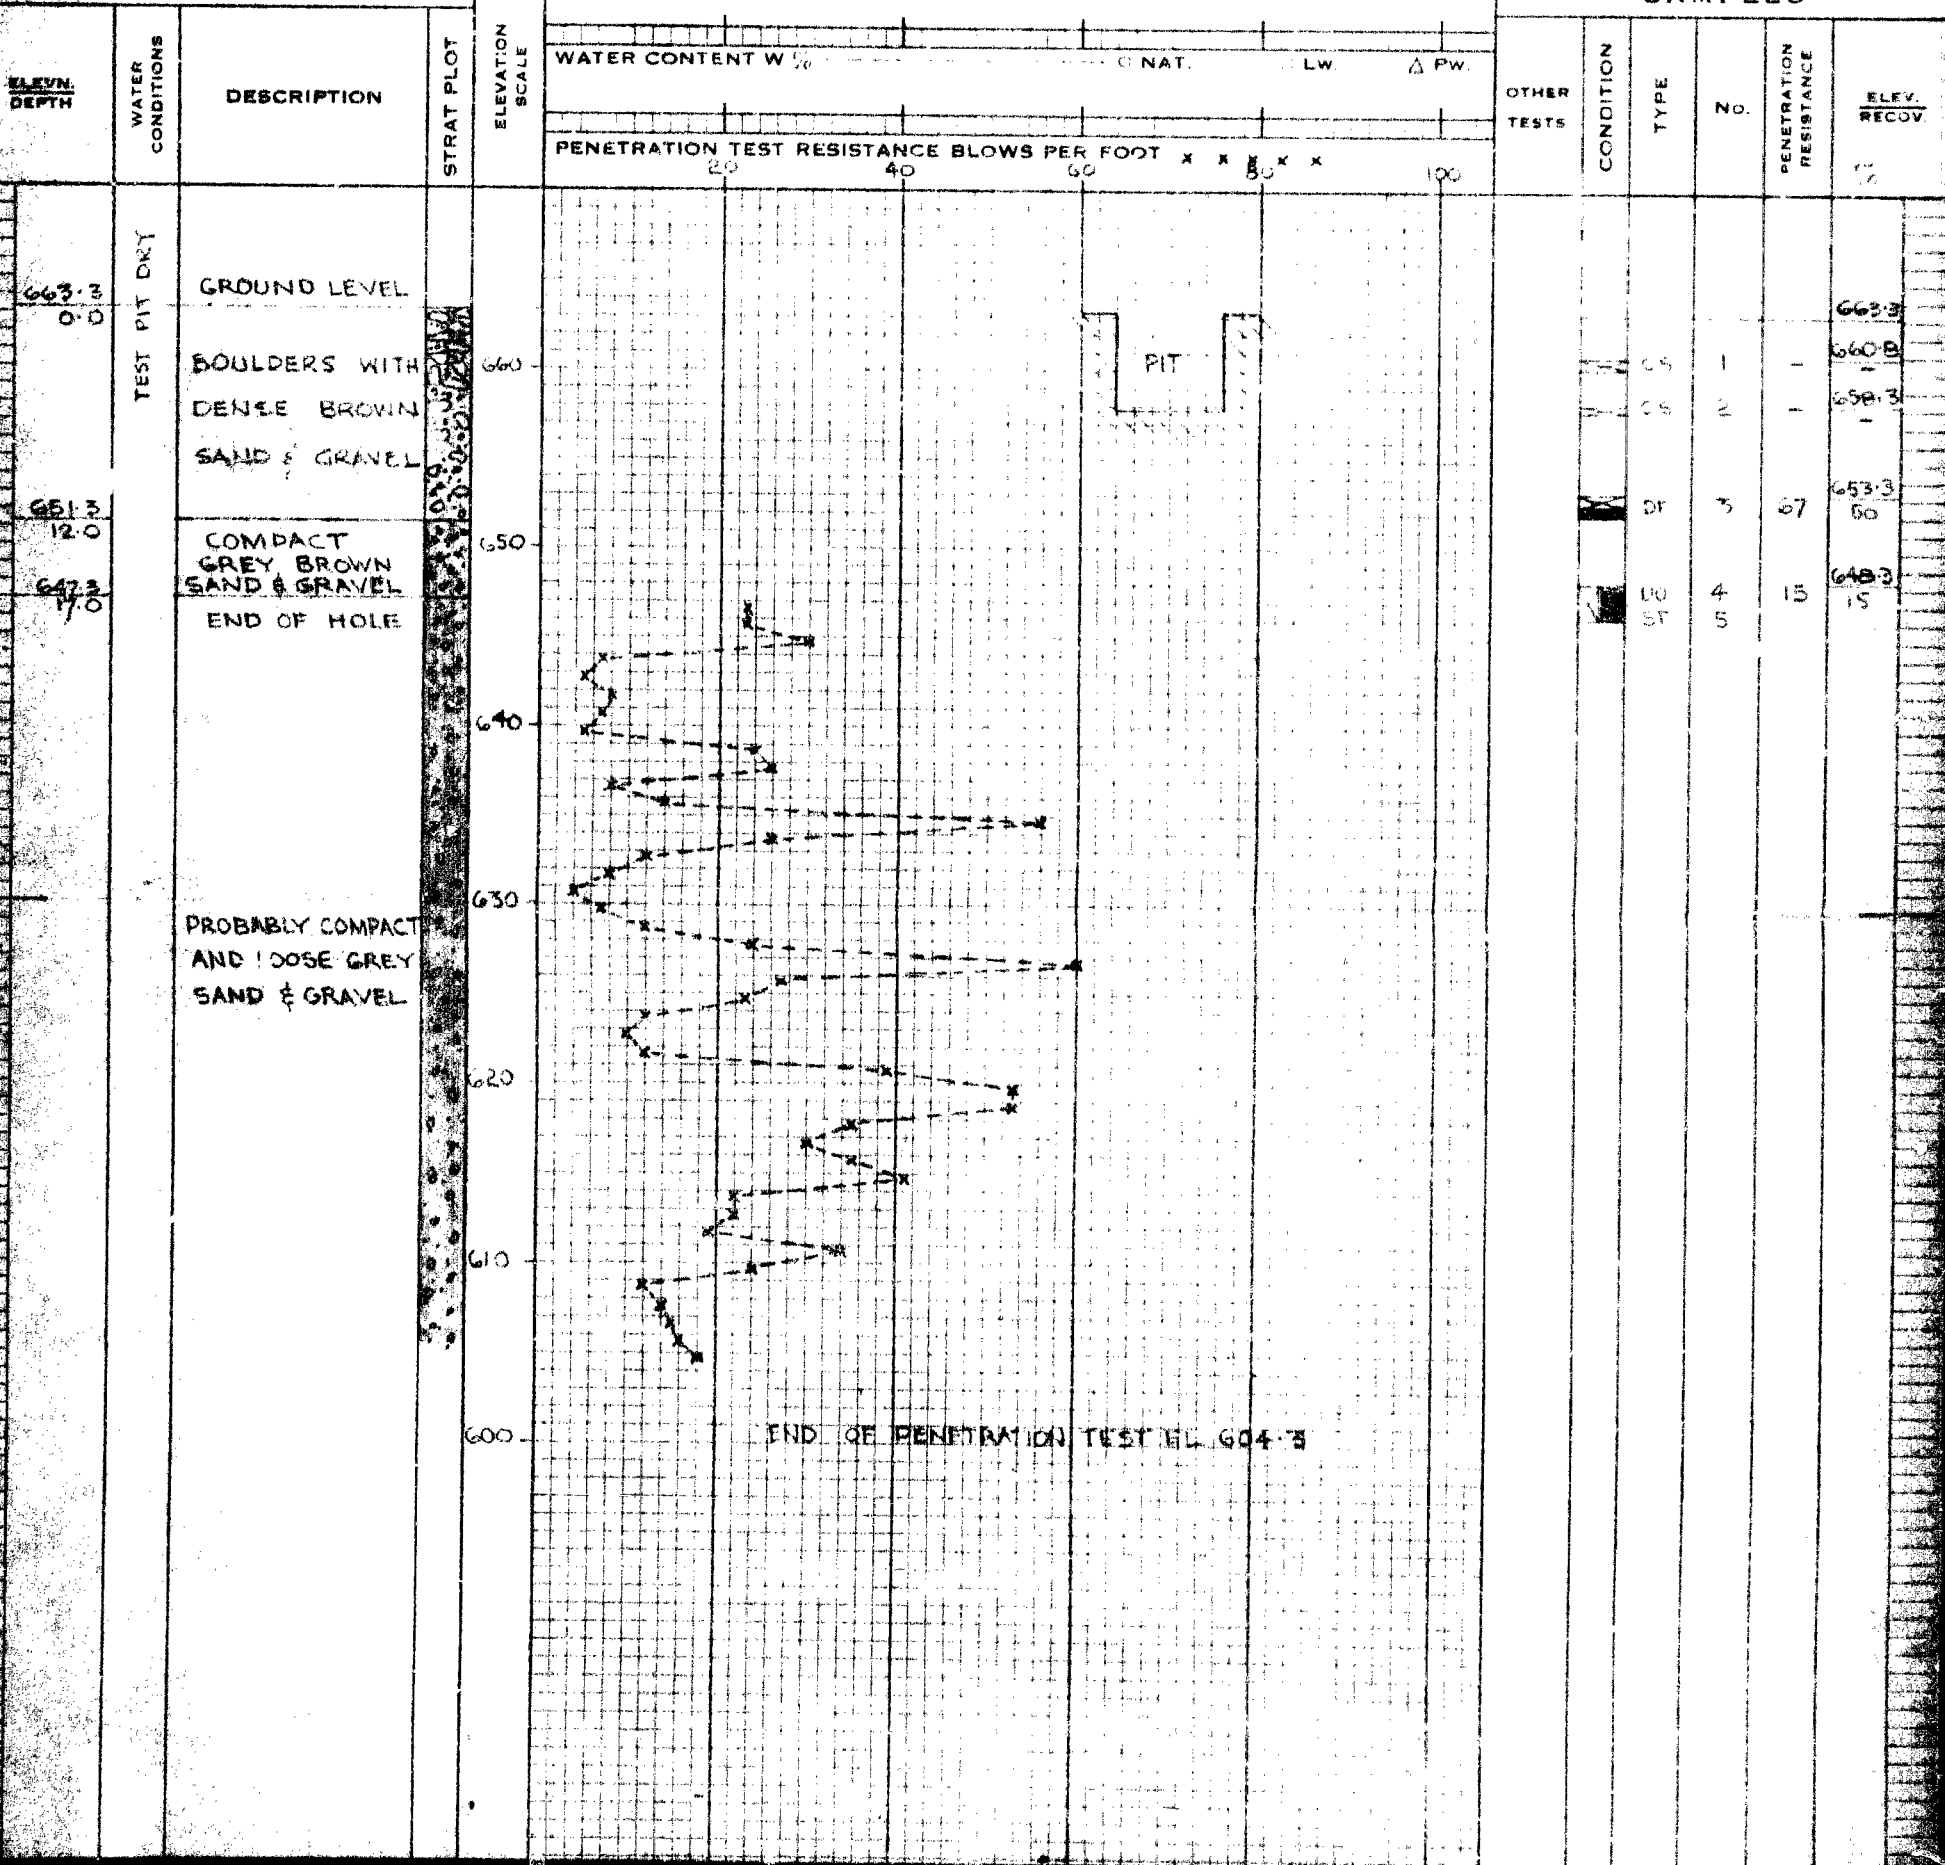 ELEVN.
DEPTH
WATER
CONDITIONS
DESCRIPTION
STRAT PLOT
ELEVATION
SCALE
WATER CONTENT W % NAT. LW. △ PW.
PENETRATION TEST RESISTANCE BLOWS PER FOOT x x x x x
20 40 60 80 100
OTHER
TESTS
CONDITION
TYPE
No.
PENETRATION
RESISTANCE
ELEV.
RECOV.
%
TEST PIT DRY
663.3
0.0
GROUND LEVEL
BOULDERS WITH
DENSE BROWN
SAND & GRAVEL
651.3
12.0
COMPACT
GREY BROWN
SAND & GRAVEL
17.0
END OF HOLE
PROBABLY COMPACT
AND LOOSE GREY
SAND & GRAVEL
660
650
640
630
620
610
600
PIT
END OF PENETRATION TEST EL 604.3
663.3
CS 1 - 660.8
-
CS 2 - 658.3
-
3 67 653.3
4 15 648.3
15
ST 5